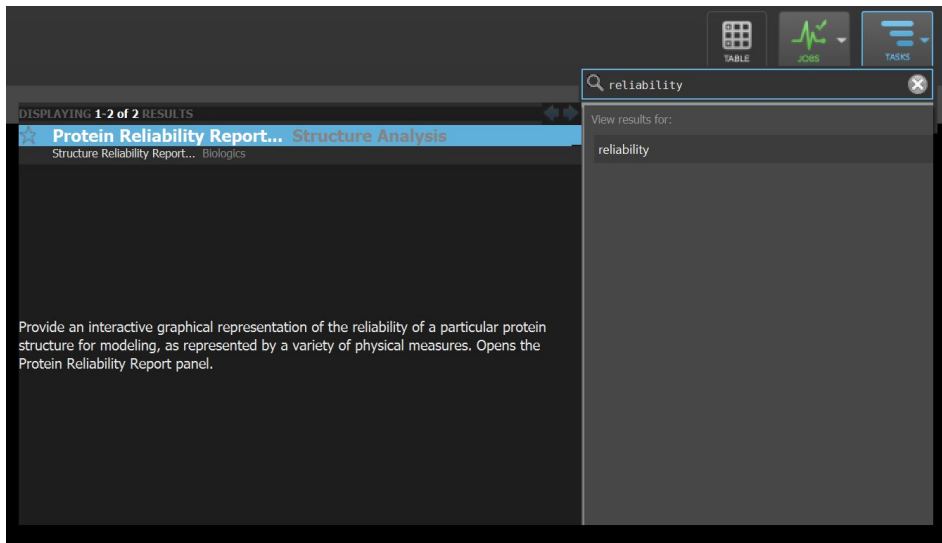 TABLE
JOBS
TASKS
reliability
DISPLAYING 1-2 of 2 RESULTS
View results for:
Protein Reliability Report... Structure Analysis
reliability
Structure Reliability Report... Biologics
Provide an interactive graphical representation of the reliability of a particular protein
structure for modeling, as represented by a variety of physical measures. Opens the
Protein Reliability Report panel.